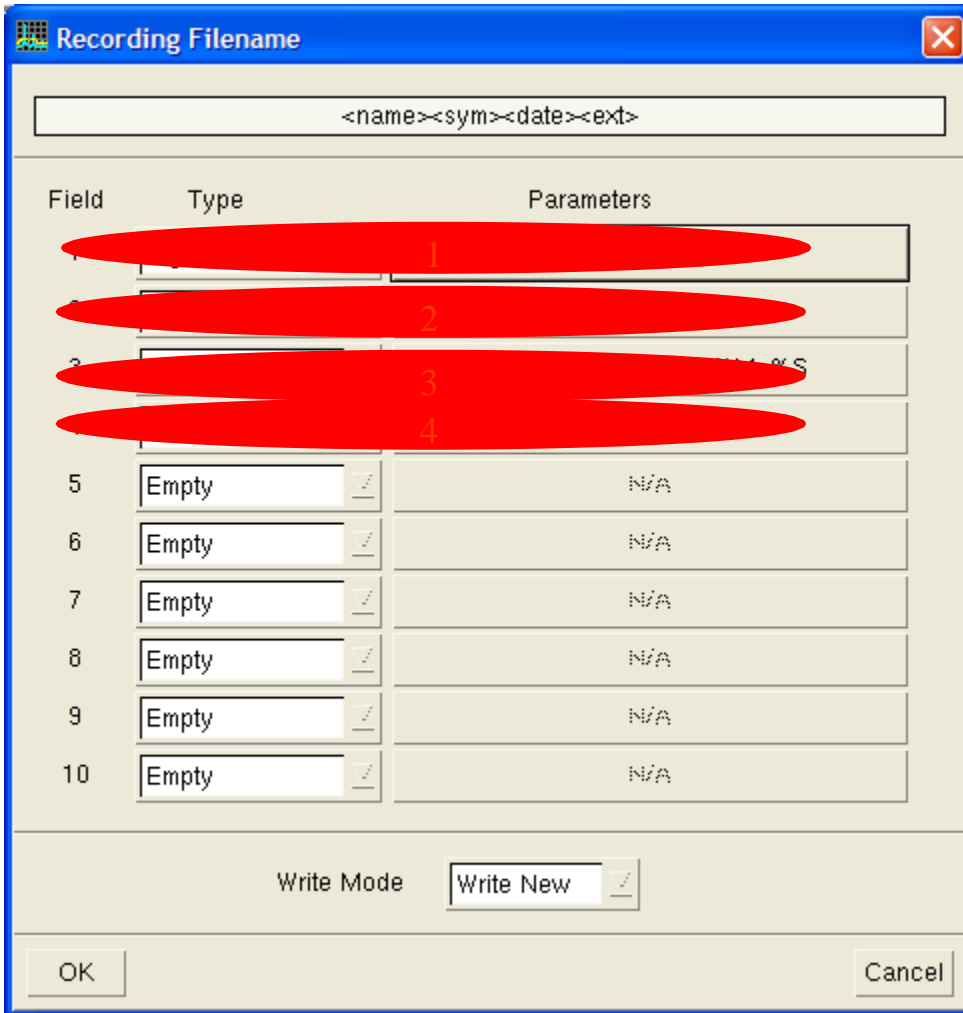 Recording Filename
<name><sym><date><ext>
Field Type Parameters
1
2
3 %S
4
5 Empty N/A
6 Empty N/A
7 Empty N/A
8 Empty N/A
9 Empty N/A
10 Empty N/A
Write Mode Write New
OK Cancel